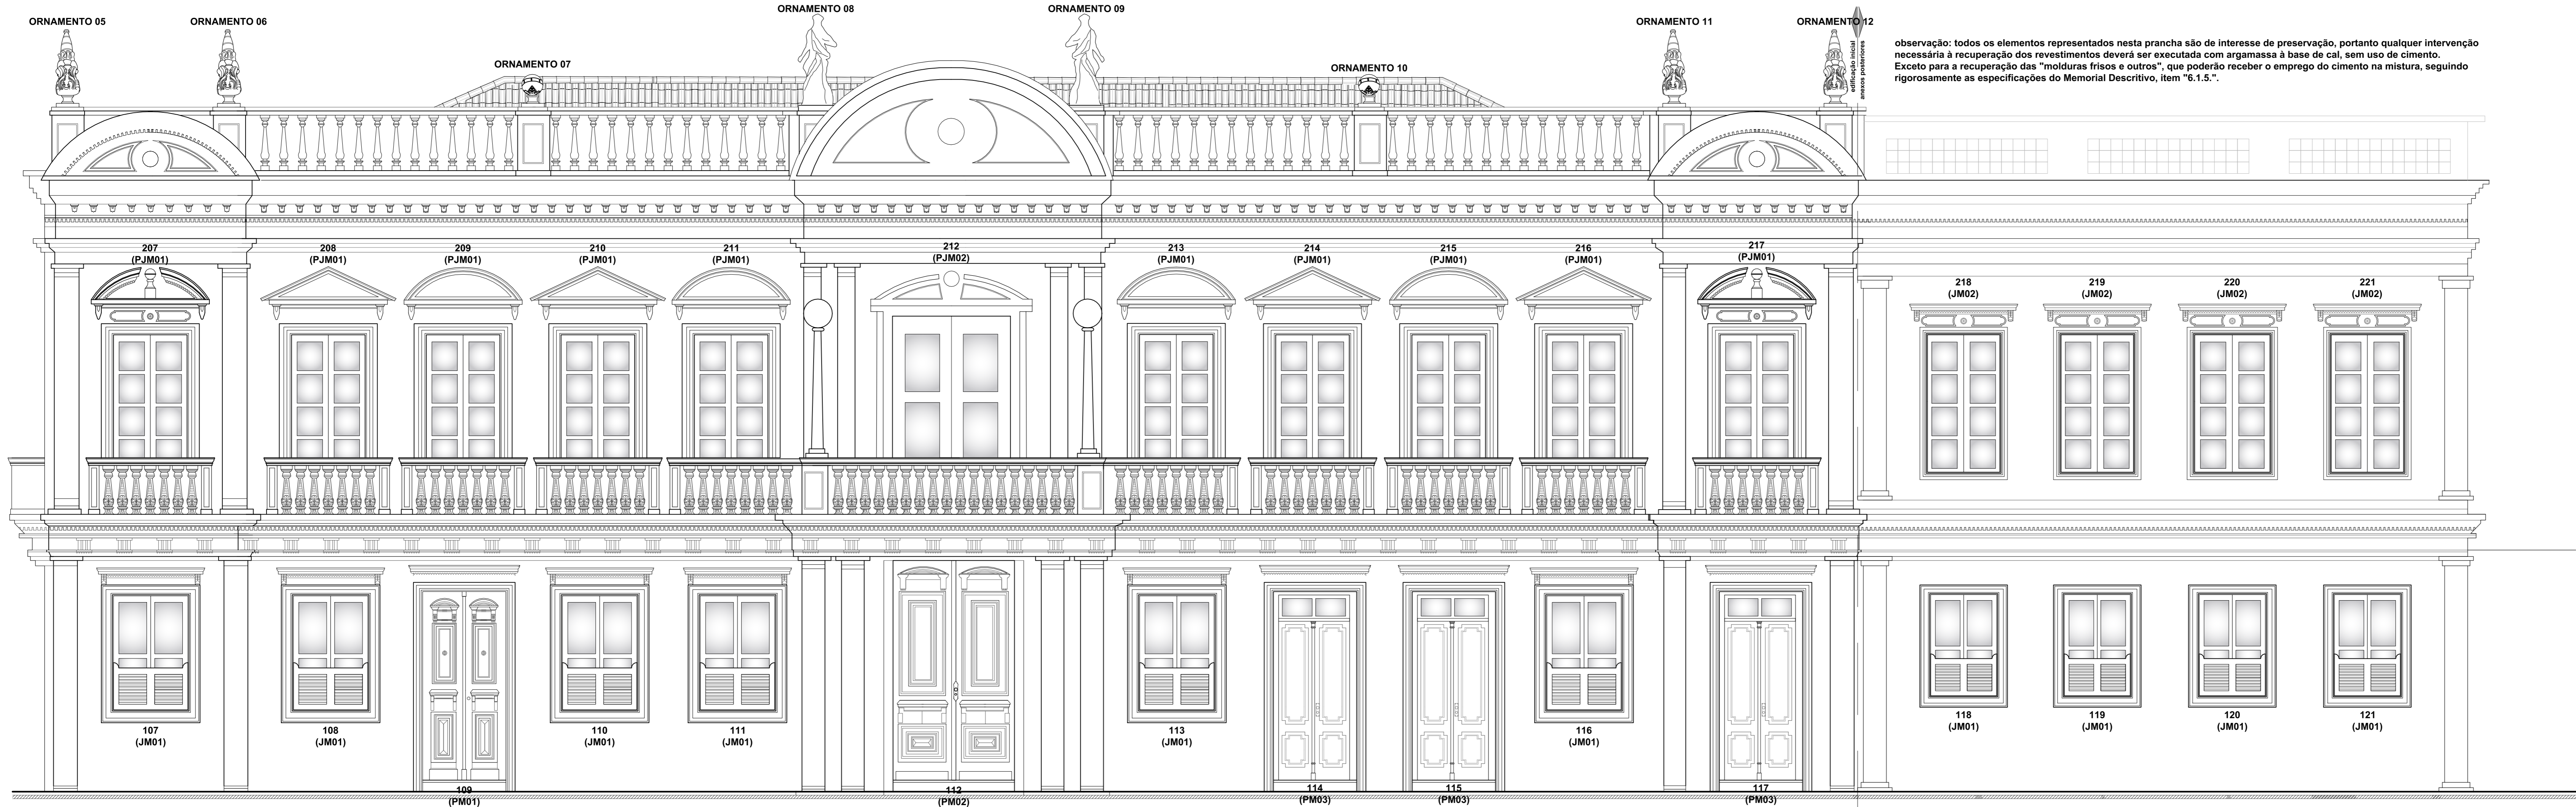 ORNAMENTO 05
ORNAMENTO 06
ORNAMENTO 07
ORNAMENTO 08
ORNAMENTO 09
ORNAMENTO 10
ORNAMENTO 11
ORNAMENTO 12
edificação inicial
anexos posteriores
observação: todos os elementos representados nesta prancha são de interesse de preservação, portanto qualquer intervenção
necessária à recuperação dos revestimentos deverá ser executada com argamassa à base de cal, sem uso de cimento.
Exceto para a recuperação das "molduras frisos e outros", que poderão receber o emprego do cimento na mistura, seguindo
rigorosamente as especificações do Memorial Descritivo, item "6.1.5.".
207
(PJM01)
208
(PJM01)
209
(PJM01)
210
(PJM01)
211
(PJM01)
212
(PJM02)
213
(PJM01)
214
(PJM01)
215
(PJM01)
216
(PJM01)
217
(PJM01)
218
(JM02)
219
(JM02)
220
(JM02)
221
(JM02)
107
(JM01)
108
(JM01)
109
(PM01)
110
(JM01)
111
(JM01)
112
(PM02)
113
(JM01)
114
(PM03)
115
(PM03)
116
(JM01)
117
(PM03)
118
(JM01)
119
(JM01)
120
(JM01)
121
(JM01)